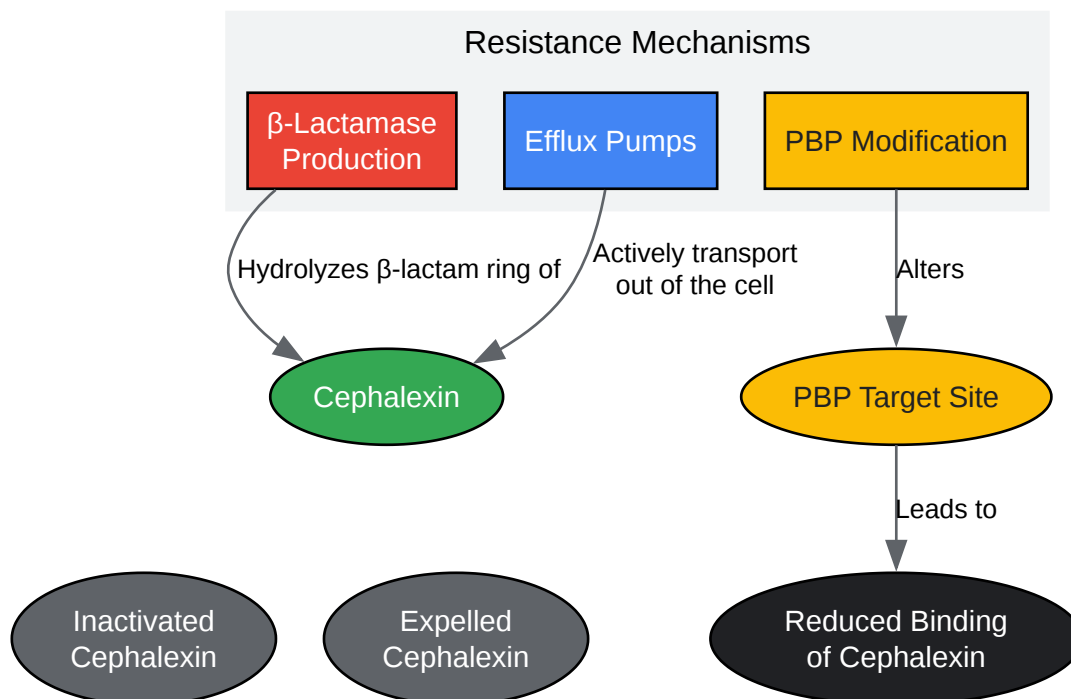 Resistance Mechanisms
β-Lactamase
Production
Efflux Pumps
PBP Modification
Hydrolyzes β-lactam ring of
Actively transport
out of the cell
Alters
Cephalexin
PBP Target Site
Leads to
Inactivated
Cephalexin
Expelled
Cephalexin
Reduced Binding
of Cephalexin